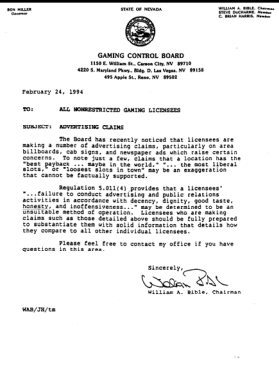 BOB MILLER
Governor
STATE OF NEVADA
WILLIAM A. BIBLE, Chairman
STEVE DUCHARME, Member
C. BRIAN HARRIS, Member
GAMING CONTROL BOARD
1150 E. William St., Carson City, NV 89710
4220 S. Maryland Pkwy., Bldg. D, Las Vegas, NV 89158
495 Apple St., Reno, NV 89502
February 24, 1994
TO: ALL NONRESTRICTED GAMING LICENSEES
SUBJECT: ADVERTISING CLAIMS
The Board has recently noticed that licensees are
making a number of advertising claims, particularly on area
billboards, cab signs, and newspaper ads which raise certain
concerns. To note just a few, claims that a location has the
"best payback ... maybe in the world." "... the most liberal
slots," or "loosest slots in town" may be an exaggeration
that cannot be factually supported.
Regulation 5.011(4) provides that a licensees'
"...failure to conduct advertising and public relations
activities in accordance with decency, dignity, good taste,
honesty, and inoffensiveness..." may be determined to be an
unsuitable method of operation. Licensees who are making
claims such as those detailed above should be fully prepared
to substantiate them with solid information that details how
they compare to all other individual licensees.
Please feel free to contact my office if you have
questions in this area.
Sincerely,
William A. Bible, Chairman
WAB/JH/tm